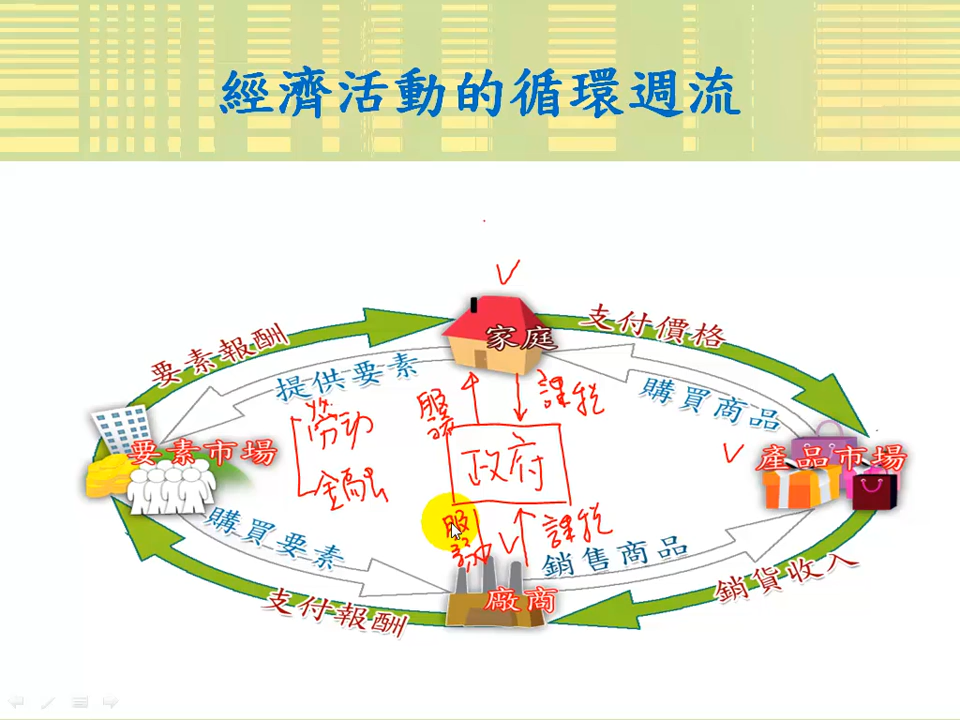 經濟活動的循環週流
家庭
支付價格
要素報酬
提供要素
購買商品
服務
課稅
勞動
政府
要素市場
產品市場
金融
服務
課稅
購買要素
銷售商品
銷貨收入
支付報酬
廠商